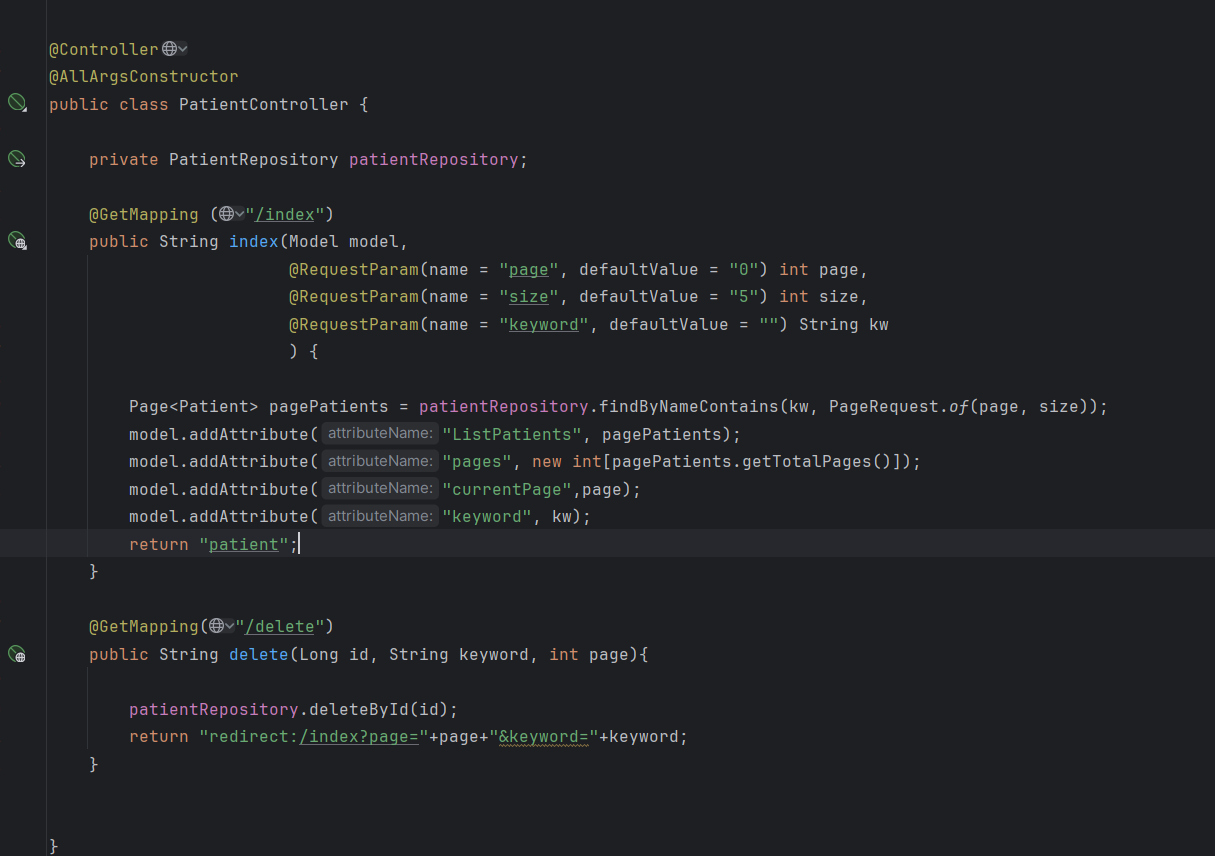 @Controller
@AllArgsConstructor
public class PatientController {
private PatientRepository patientRepository;
@GetMapping ("/index")
public String index(Model model,
@RequestParam(name = "page", defaultValue = "0") int page,
@RequestParam(name = "size", defaultValue = "5") int size,
@RequestParam(name = "keyword", defaultValue = "") String kw
) {
Page<Patient> pagePatients = patientRepository.findByNameContains(kw, PageRequest.of(page, size));
model.addAttribute( attributeName: "ListPatients", pagePatients);
model.addAttribute( attributeName: "pages", new int[pagePatients.getTotalPages()]);
model.addAttribute( attributeName: "currentPage",page);
model.addAttribute( attributeName: "keyword", kw);
return "patient";
}
@GetMapping("/delete")
public String delete(Long id, String keyword, int page){
patientRepository.deleteById(id);
return "redirect:/index?page="+page+"&keyword="+keyword;
}
}